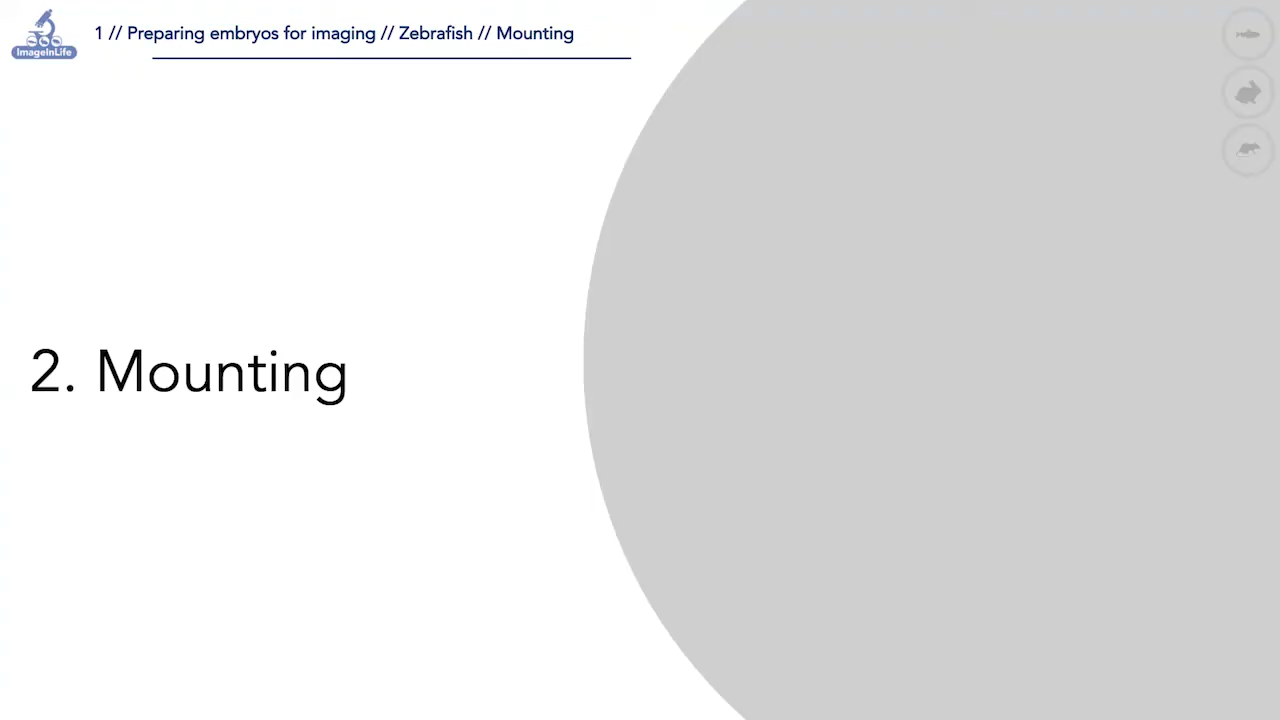 ImageInLife
1 // Preparing embryos for imaging // Zebrafish // Mounting
2. Mounting